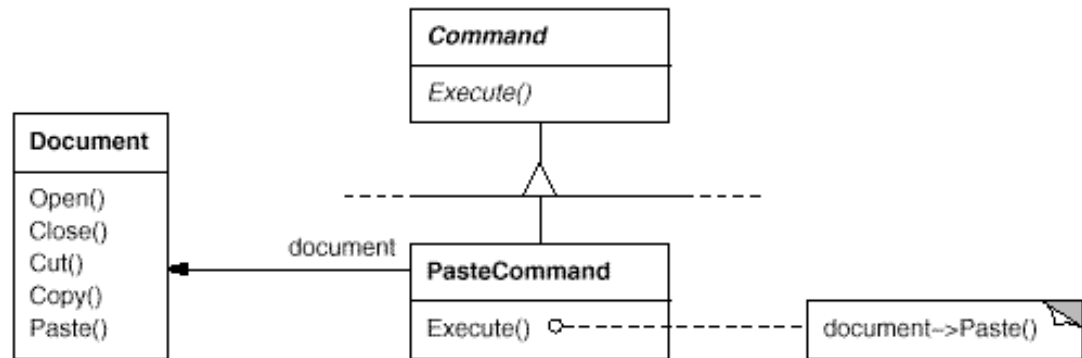 Command
Execute()
Document
Open()
Close()
Cut()
Copy()
Paste()
document
PasteCommand
Execute()
document–>Paste()